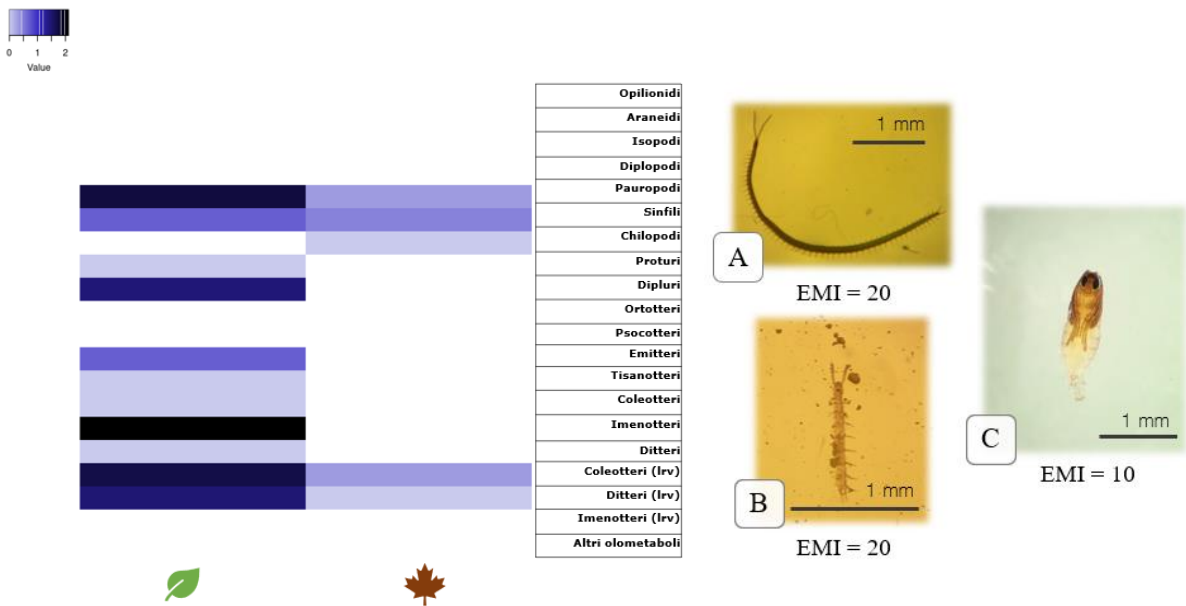 0 1 2
Value
Opilionidi
Araneidi
Isopodi
Diplopodi
Pauropodi
Sinfili
Chilopodi
Proturi
Dipluri
Ortotteri
Psocotteri
Emitteri
Tisanotteri
Coleotteri
Imenotteri
Ditteri
Coleotteri (lrv)
Ditteri (lrv)
Imenotteri (lrv)
Altri olometaboli
1 mm
A
EMI = 20
1 mm
B
EMI = 20
1 mm
C
EMI = 10